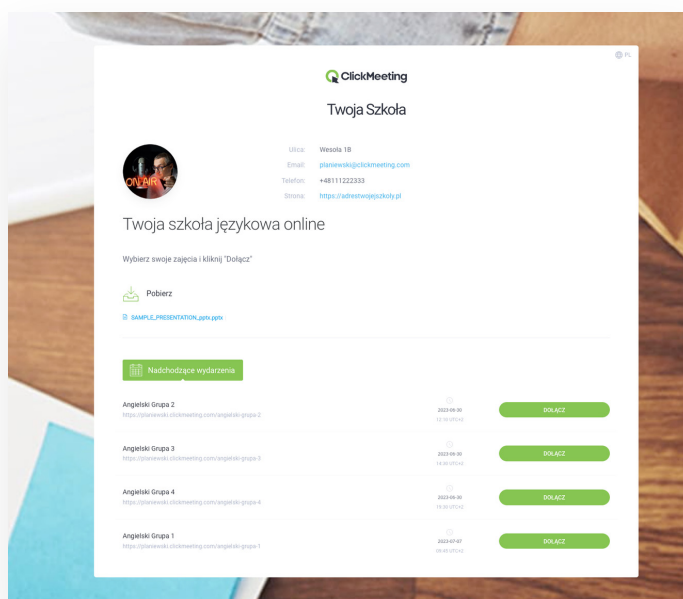 PL
ClickMeeting
Twoja Szkoła
ON AIR
Ulica: Wesoła 1B
Email: planiewski@clickmeeting.com
Telefon: +48111222333
Strona: https://adrestwojejszkoly.pl
Twoja szkoła językowa online
Wybierz swoje zajęcia i kliknij "Dołącz"
Pobierz
SAMPLE_PRESENTATION_pptx.pptx
Nadchodzące wydarzenia
Angielski Grupa 2
https://planiewski.clickmeeting.com/angielski-grupa-2
2023-06-30
DOŁĄCZ
Angielski Grupa 3
https://planiewski.clickmeeting.com/angielski-grupa-3
2023-06-30
DOŁĄCZ
Angielski Grupa 4
https://planiewski.clickmeeting.com/angielski-grupa-4
2023-06-30
DOŁĄCZ
Angielski Grupa 1
https://planiewski.clickmeeting.com/angielski-grupa-1
2023-07-07
DOŁĄCZ